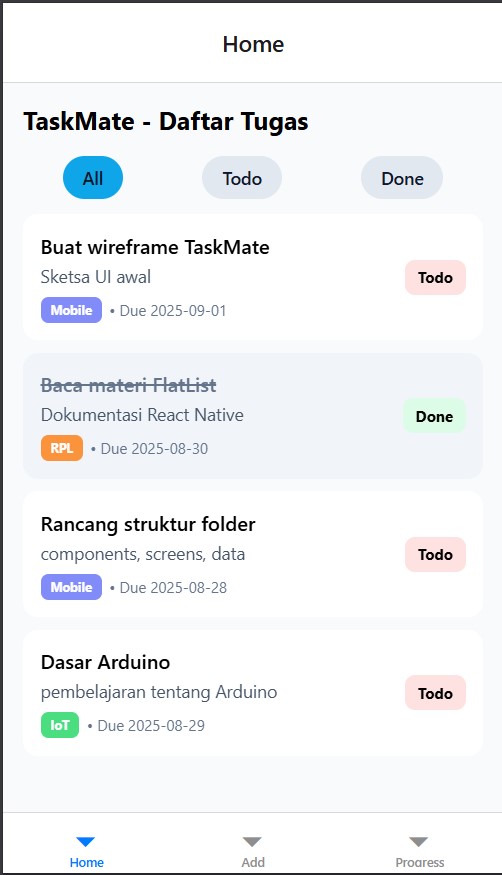 Home
TaskMate - Daftar Tugas
All Todo Done
Buat wireframe TaskMate
Sketsa UI awal
Todo
Mobile • Due 2025-09-01
Baca materi FlatList
Dokumentasi React Native
Done
RPL • Due 2025-08-30
Rancang struktur folder
components, screens, data
Todo
Mobile • Due 2025-08-28
Dasar Arduino
pembelajaran tentang Arduino
Todo
IoT • Due 2025-08-29
Home Add Progress